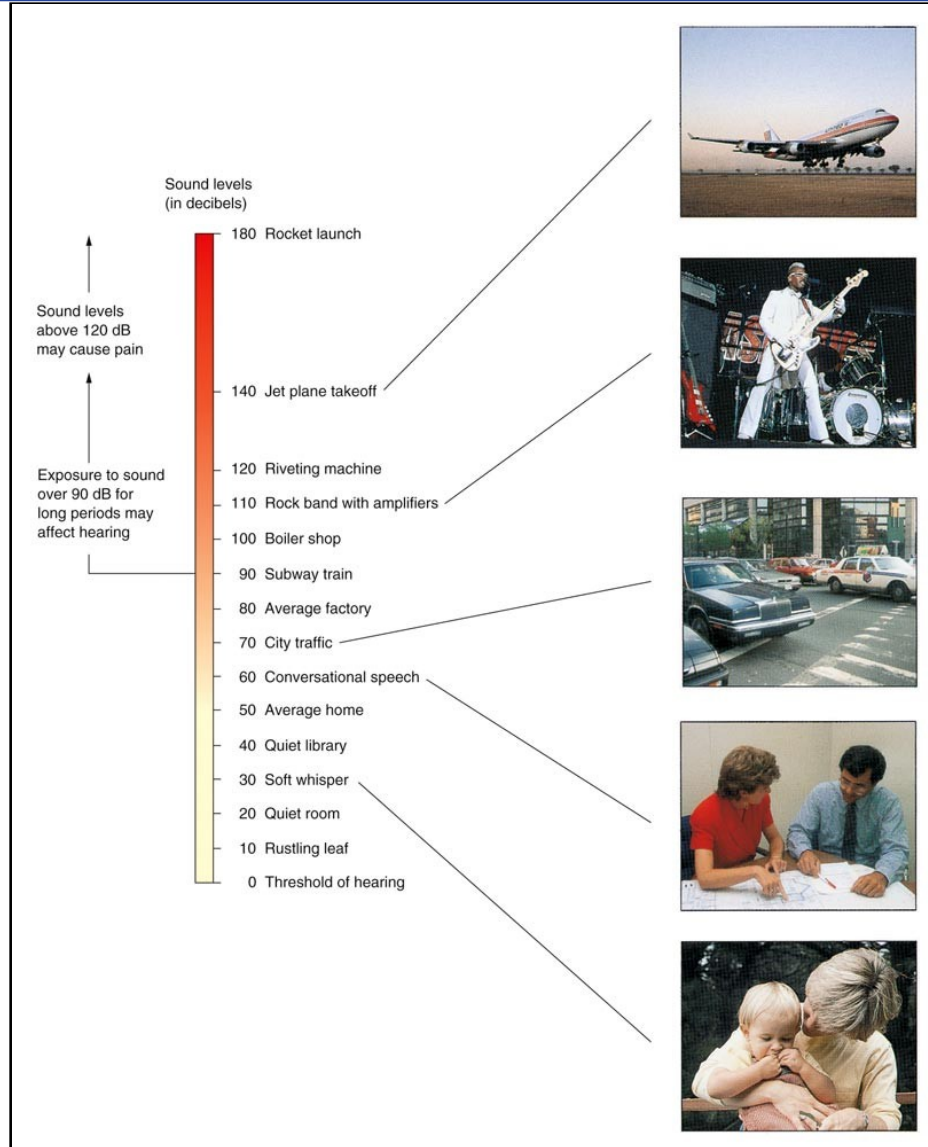 Sound levels
(in decibels)
180 Rocket launch
Sound levels
above 120 dB
may cause pain
140 Jet plane takeoff
120 Riveting machine
Exposure to sound
over 90 dB for
long periods may
affect hearing
110 Rock band with amplifiers
100 Boiler shop
90 Subway train
80 Average factory
70 City traffic
60 Conversational speech
50 Average home
40 Quiet library
30 Soft whisper
20 Quiet room
10 Rustling leaf
0 Threshold of hearing